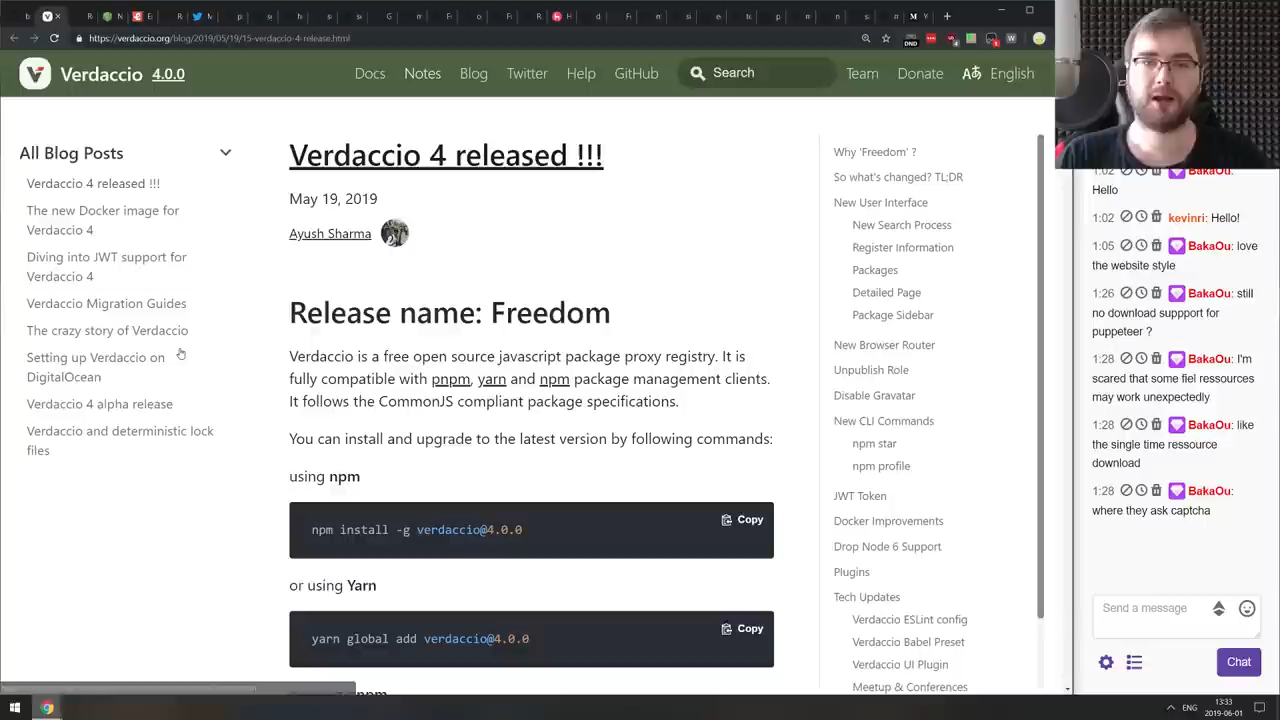 https://verdaccio.org/blog/2019/05/19/15-verdaccio-4-release.html
DND
Verdaccio 4.0.0
Docs
Notes
Blog
Twitter
Help
GitHub
Search
Team
Donate
English
All Blog Posts
Verdaccio 4 released !!!
The new Docker image for
Verdaccio 4
Diving into JWT support for
Verdaccio 4
Verdaccio Migration Guides
The crazy story of Verdaccio
Setting up Verdaccio on
DigitalOcean
Verdaccio 4 alpha release
Verdaccio and deterministic lock
files
Verdaccio 4 released !!!
May 19, 2019
Ayush Sharma
Release name: Freedom
Verdaccio is a free open source javascript package proxy registry. It is
fully compatible with pnpm, yarn and npm package management clients.
It follows the CommonJS compliant package specifications.
You can install and upgrade to the latest version by following commands:
using npm
npm install -g verdaccio@4.0.0
Copy
or using Yarn
yarn global add verdaccio@4.0.0
Copy
Why 'Freedom' ?
So what's changed? TL;DR
New User Interface
New Search Process
Register Information
Packages
Detailed Page
Package Sidebar
New Browser Router
Unpublish Role
Disable Gravatar
New CLI Commands
npm star
npm profile
JWT Token
Docker Improvements
Drop Node 6 Support
Plugins
Tech Updates
Verdaccio ESLint config
Verdaccio Babel Preset
Verdaccio UI Plugin
Meetup & Conferences
1:02 BakaOu:
Hello
1:02 kevinri: Hello!
1:05 BakaOu: love
the website style
1:26 BakaOu: still
no download suppport for
puppeteer ?
1:28 BakaOu: I'm
scared that some fiel ressources
may work unexpectedly
1:28 BakaOu: like
the single time ressource
download
1:28 BakaOu:
where they ask captcha
Send a message
Chat
ENG
13:33
2019-06-01